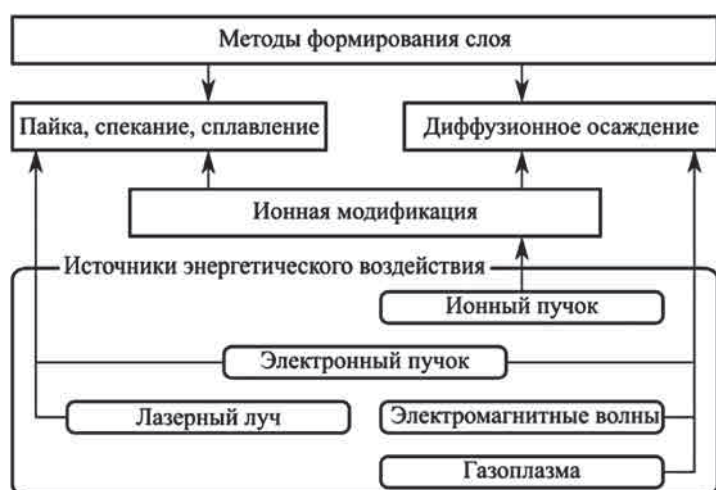 Методы формирования слоя
Пайка, спекание, сплавление
Диффузионное осаждение
Ионная модификация
Источники энергетического воздействия
Ионный пучок
Электронный пучок
Лазерный луч
Электромагнитные волны
Газоплазма